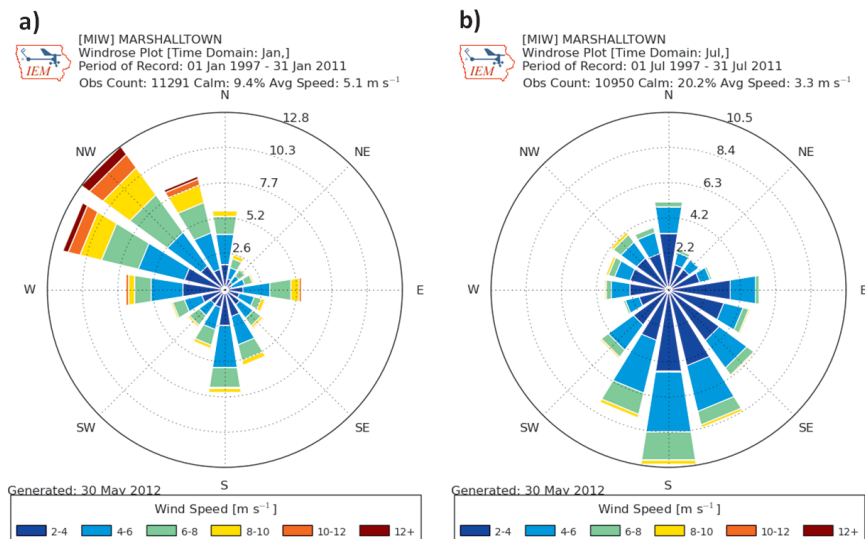 a)
[MIW] MARSHALLTOWN
Windrose Plot [Time Domain: Jan,]
Period of Record: 01 Jan 1997 - 31 Jan 2011
Obs Count: 11291 Calm: 9.4% Avg Speed: 5.1 m s⁻¹
IEM
N
12.8
10.3
NW
NE
7.7
5.2
2.6
W
E
SW
SE
S
Generated: 30 May 2012
Wind Speed [m s⁻¹]
2-4 4-6 6-8 8-10 10-12 12+
b)
[MIW] MARSHALLTOWN
Windrose Plot [Time Domain: Jul,]
Period of Record: 01 Jul 1997 - 31 Jul 2011
Obs Count: 10950 Calm: 20.2% Avg Speed: 3.3 m s⁻¹
IEM
N
10.5
8.4
NW
NE
6.3
4.2
2.2
W
E
SW
SE
S
Generated: 30 May 2012
Wind Speed [m s⁻¹]
2-4 4-6 6-8 8-10 10-12 12+